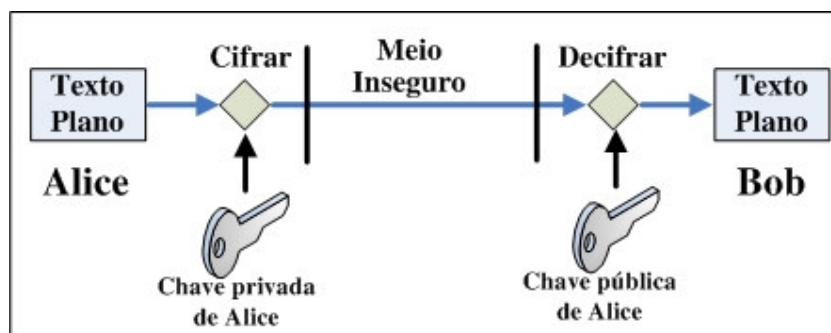 Cifrar
Meio
Inseguro
Decifrar
Texto
Plano
Texto
Plano
Alice
Bob
Chave privada
de Alice
Chave pública
de Alice